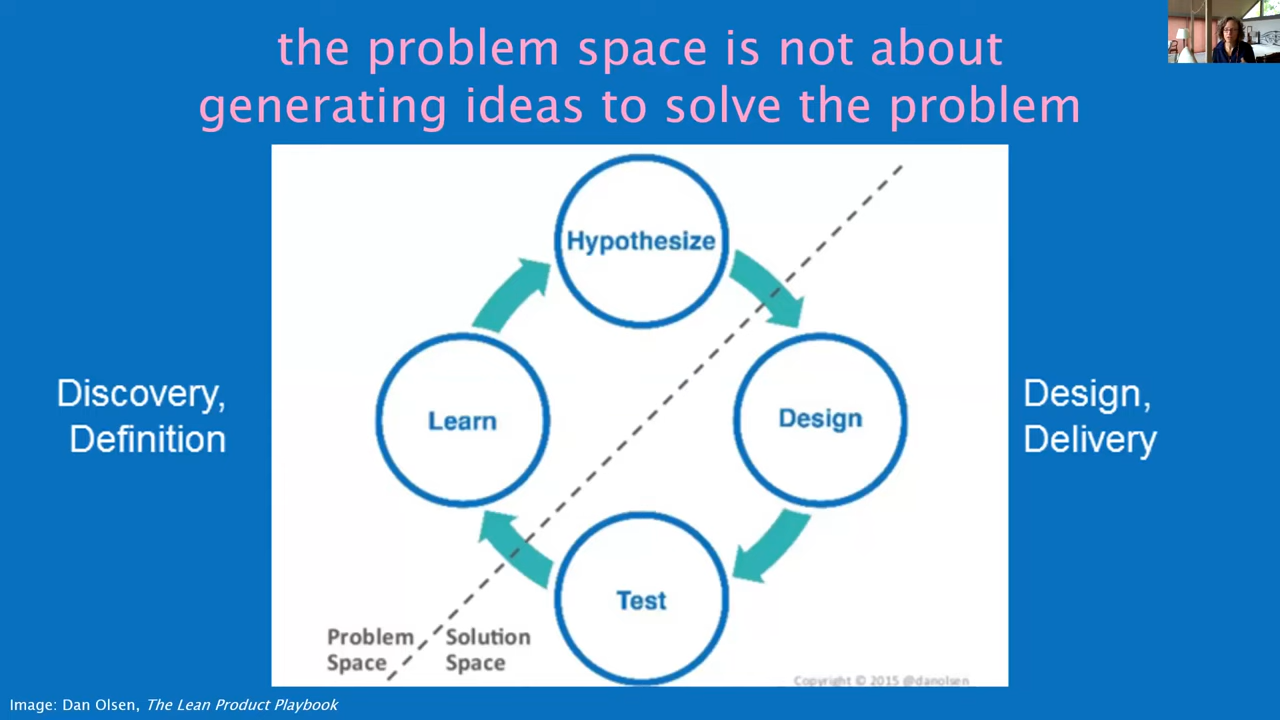 the problem space is not about
generating ideas to solve the problem
Hypothesize
Discovery,
Definition
Learn
Design
Design,
Delivery
Test
Problem
Space
Solution
Space
Copyright © 2015 @danolsen
Image: Dan Olsen, The Lean Product Playbook